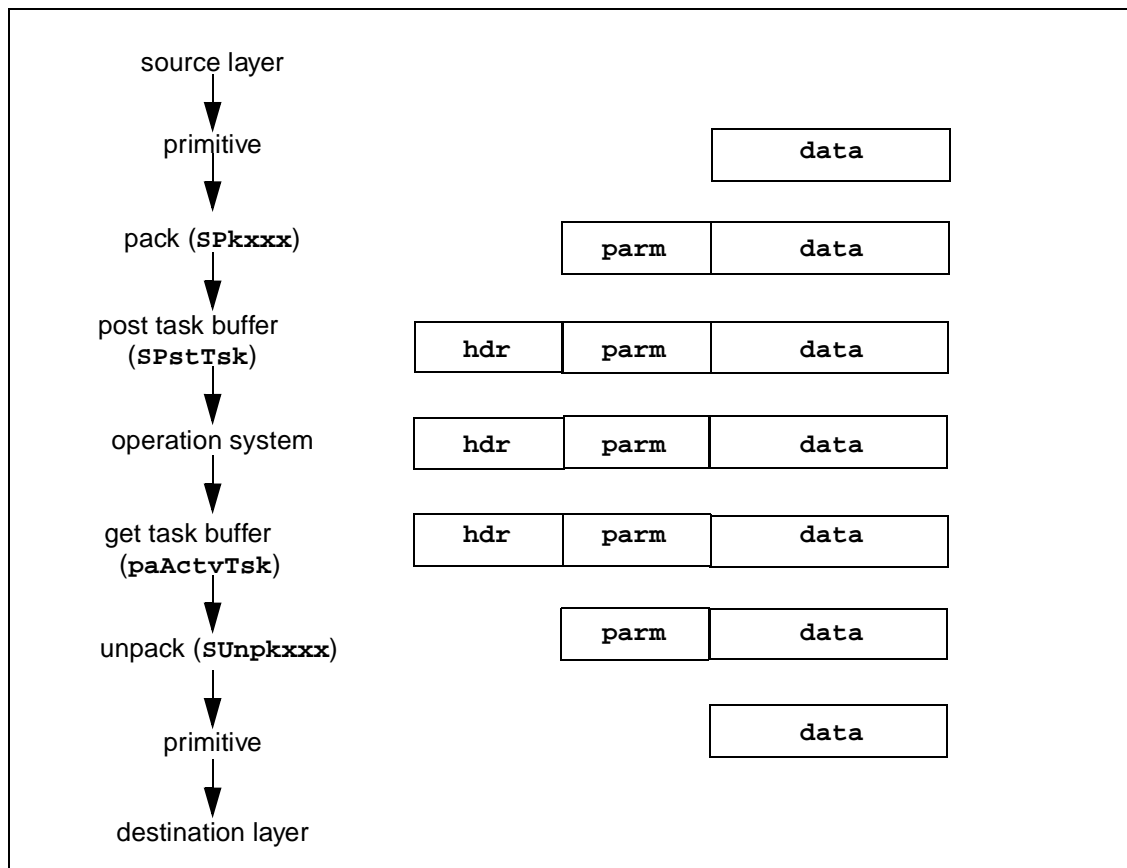 source layer
primitive
data
pack (SPkxxx)
parm
data
post task buffer
(SPstTsk)
hdr
parm
data
operation system
hdr
parm
data
get task buffer
(paActvTsk)
hdr
parm
data
unpack (SUnpkxxx)
parm
data
primitive
data
destination layer